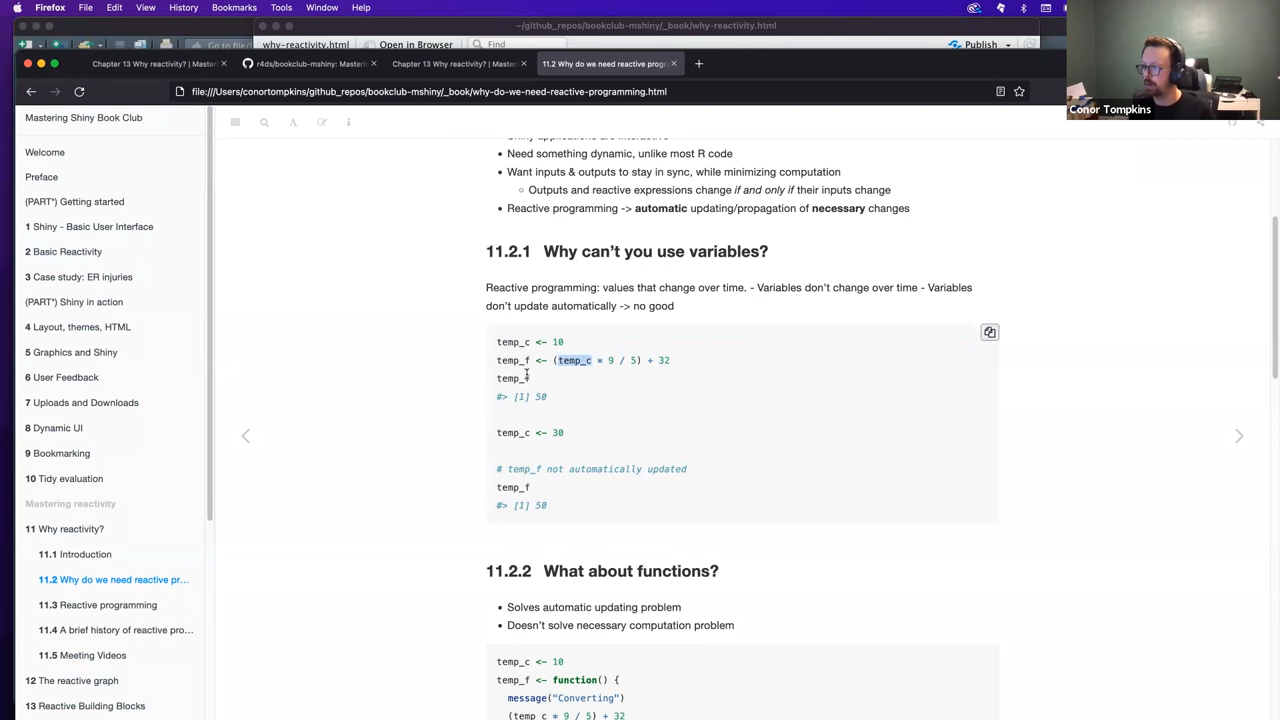 Firefox File Edit View History Bookmarks Tools Window Help
~/github_repos/bookclub-mshiny/_book/why-reactivity.html
Go to file/ why-reactivity.html Open in Browser Find Publish
Chapter 13 Why reactivity? | Master
r4ds/bookclub-mshiny: Masterin
Chapter 13 Why reactivity? | Master
11.2 Why do we need reactive progr
file:///Users/conortompkins/github_repos/bookclub-mshiny/_book/why-do-we-need-reactive-programming.html
Conor Tompkins
Mastering Shiny Book Club
Welcome
Preface
(PART*) Getting started
1 Shiny - Basic User Interface
2 Basic Reactivity
3 Case study: ER injuries
(PART*) Shiny in action
4 Layout, themes, HTML
5 Graphics and Shiny
6 User Feedback
7 Uploads and Downloads
8 Dynamic UI
9 Bookmarking
10 Tidy evaluation
Mastering reactivity
11 Why reactivity?
11.1 Introduction
11.2 Why do we need reactive pr...
11.3 Reactive programming
11.4 A brief history of reactive pro...
11.5 Meeting Videos
12 The reactive graph
13 Reactive Building Blocks
Shiny applications are interactive
Need something dynamic, unlike most R code
Want inputs & outputs to stay in sync, while minimizing computation
Outputs and reactive expressions change if and only if their inputs change
Reactive programming -> automatic updating/propagation of necessary changes
11.2.1 Why can’t you use variables?
Reactive programming: values that change over time. - Variables don’t change over time - Variables
don’t update automatically -> no good
temp_c <- 10
temp_f <- (temp_c * 9 / 5) + 32
temp_f
#> [1] 50
temp_c <- 30
# temp_f not automatically updated
temp_f
#> [1] 50
11.2.2 What about functions?
Solves automatic updating problem
Doesn’t solve necessary computation problem
temp_c <- 10
temp_f <- function() {
message("Converting")
(temp_c * 9 / 5) + 32